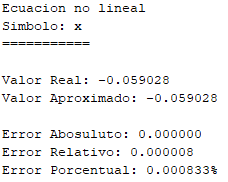 Ecuacion no lineal
Simbolo: x
===========
Valor Real: -0.059028
Valor Aproximado: -0.059028
Error Abosuluto: 0.000000
Error Relativo: 0.000008
Error Porcentual: 0.000833%